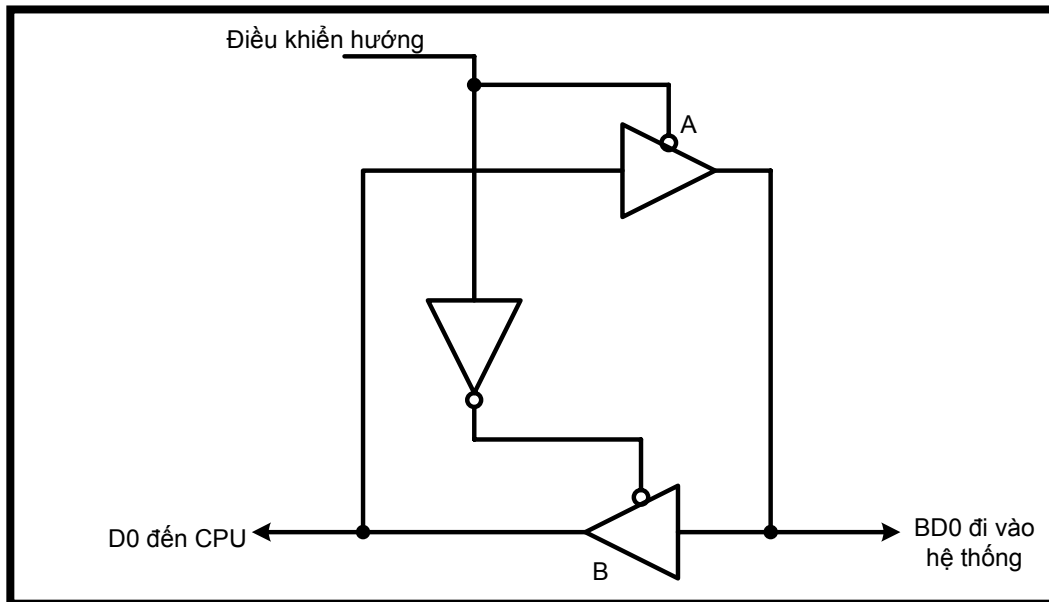 Điều khiển hướng
A
D0 đến CPU
B
BD0 đi vào
hệ thống